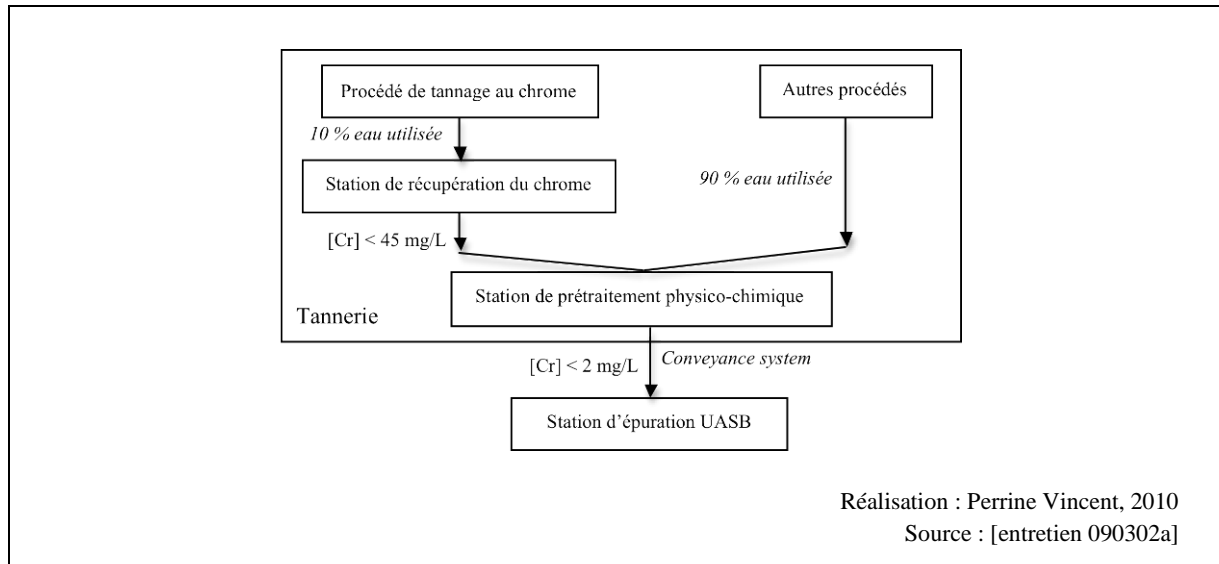 Procédé de tannage au chrome
Autres procédés
10 % eau utilisée
Station de récupération du chrome
90 % eau utilisée
[Cr] < 45 mg/L
Station de prétraitement physico-chimique
Tannerie
[Cr] < 2 mg/L
Conveyance system
Station d'épuration UASB
Réalisation : Perrine Vincent, 2010
Source : [entretien 090302a]